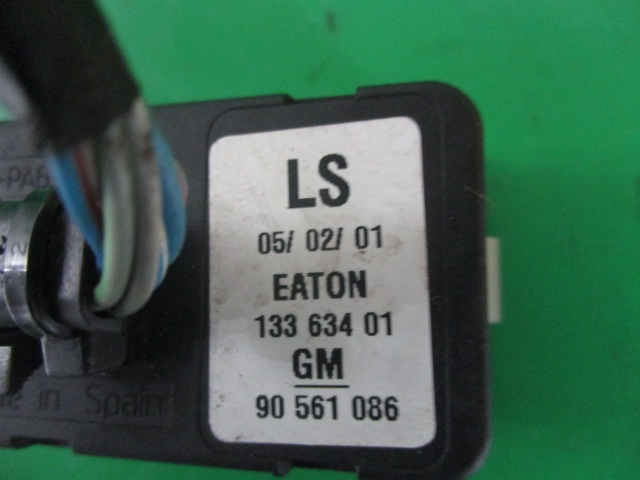 LS
05/ 02/ 01
EATON
133 634 01
GM
90 561 086
in Spain